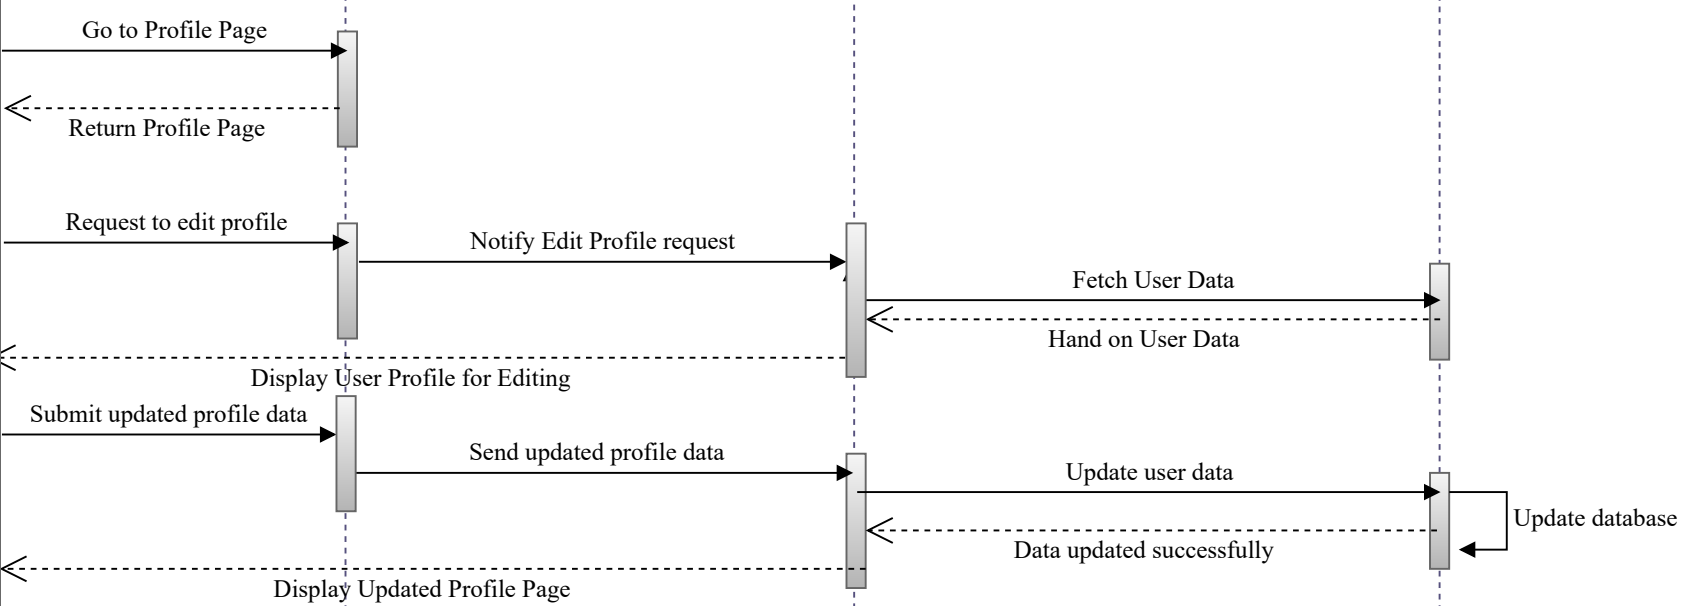 Go to Profile Page
Return Profile Page
Request to edit profile
Notify Edit Profile request
Fetch User Data
Hand on User Data
Display User Profile for Editing
Submit updated profile data
Send updated profile data
Update user data
Update database
Data updated successfully
Display Updated Profile Page